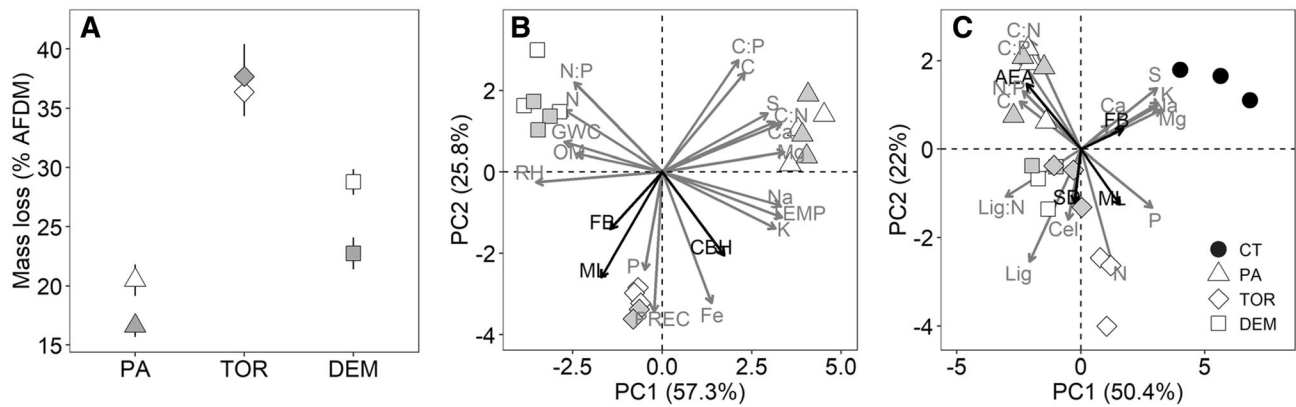 A
Mass loss (% AFDM)
40
35
30
25
20
15
PA TOR DEM
B
PC2 (25.8%)
2
0
-2
-4
-2.5 0.0 2.5 5.0
PC1 (57.3%)
C:P
C
N:P
N
GWC
OM
RH
S
C:N
Ca
Mg
Na
TEMP
K
FB
CBH
ML
P
PREC
Fe
C
PC2 (22%)
2
0
-2
-4
-5 0 5
PC1 (50.4%)
C:N
C:P
AEA
N:P
C
S
K
Na
Ca
Mg
FB
Lig:N
SD
ML
P
Cel
Lig
N
CT
PA
TOR
DEM